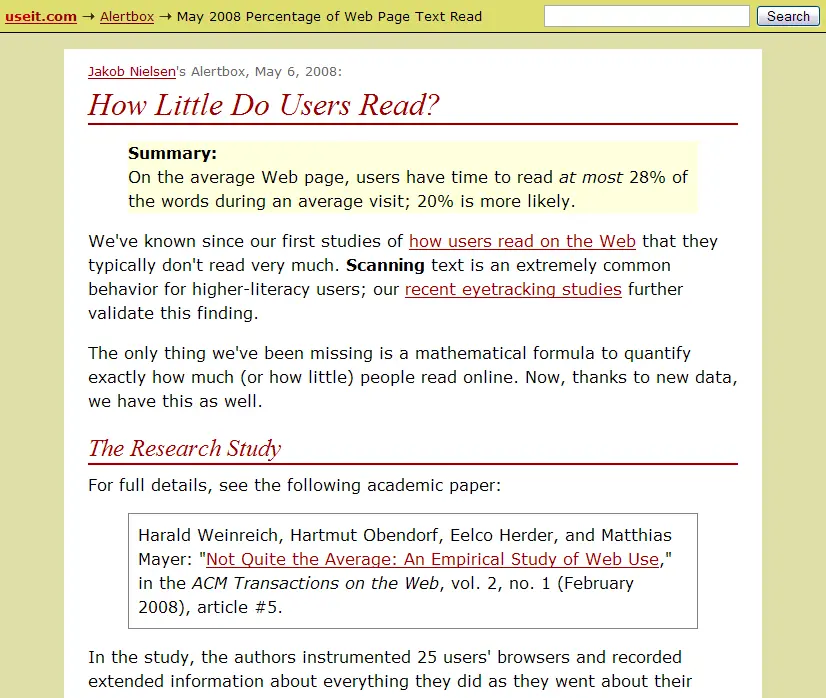 useit.com → Alertbox → May 2008 Percentage of Web Page Text Read Search
Jakob Nielsen's Alertbox, May 6, 2008:
How Little Do Users Read?
Summary:
On the average Web page, users have time to read at most 28% of
the words during an average visit; 20% is more likely.
We've known since our first studies of how users read on the Web that they
typically don't read very much. Scanning text is an extremely common
behavior for higher-literacy users; our recent eyetracking studies further
validate this finding.
The only thing we've been missing is a mathematical formula to quantify
exactly how much (or how little) people read online. Now, thanks to new data,
we have this as well.
The Research Study
For full details, see the following academic paper:
Harald Weinreich, Hartmut Obendorf, Eelco Herder, and Matthias
Mayer: "Not Quite the Average: An Empirical Study of Web Use,"
in the ACM Transactions on the Web, vol. 2, no. 1 (February
2008), article #5.
In the study, the authors instrumented 25 users' browsers and recorded
extended information about everything they did as they went about their